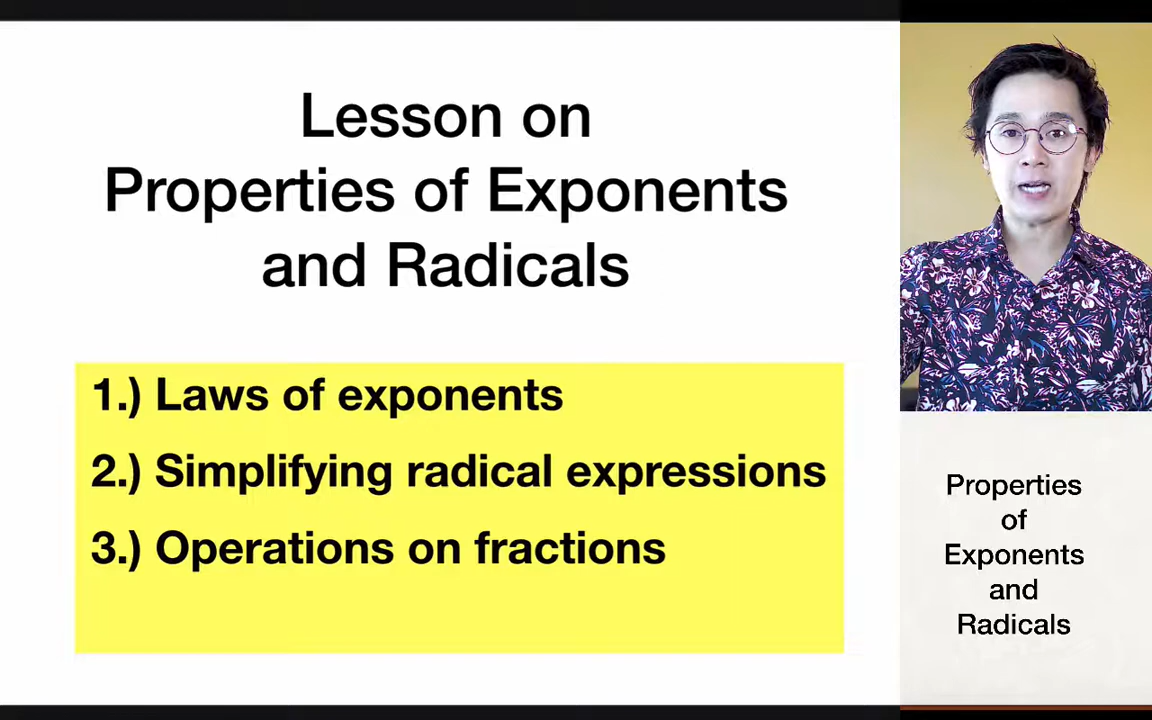 Lesson on
Properties of Exponents
and Radicals
1.) Laws of exponents
2.) Simplifying radical expressions
3.) Operations on fractions
Properties
of
Exponents
and
Radicals